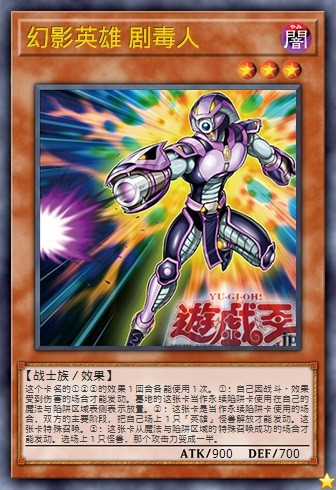 幻影英雄 剧毒人
闇
YU-GI-OH!
遊戯王
【战士族／效果】
这个卡名的①②③的效果1回合各能使用1次。①：自己因战斗·效果
受到伤害的场合才能发动。墓地的这张卡当作永续陷阱卡使用在自己的
魔法与陷阱区域表侧表示放置。②：这张卡是当作永续陷阱卡使用的场
合，双方的主要阶段，把自己场上1只「英雄」怪兽解放才能发动。这
张卡特殊召唤。③：这张卡从魔法与陷阱区域的特殊召唤成功的场合才
能发动。选场上1只怪兽，那个攻击力变成一半。
ATK/900 DEF/700